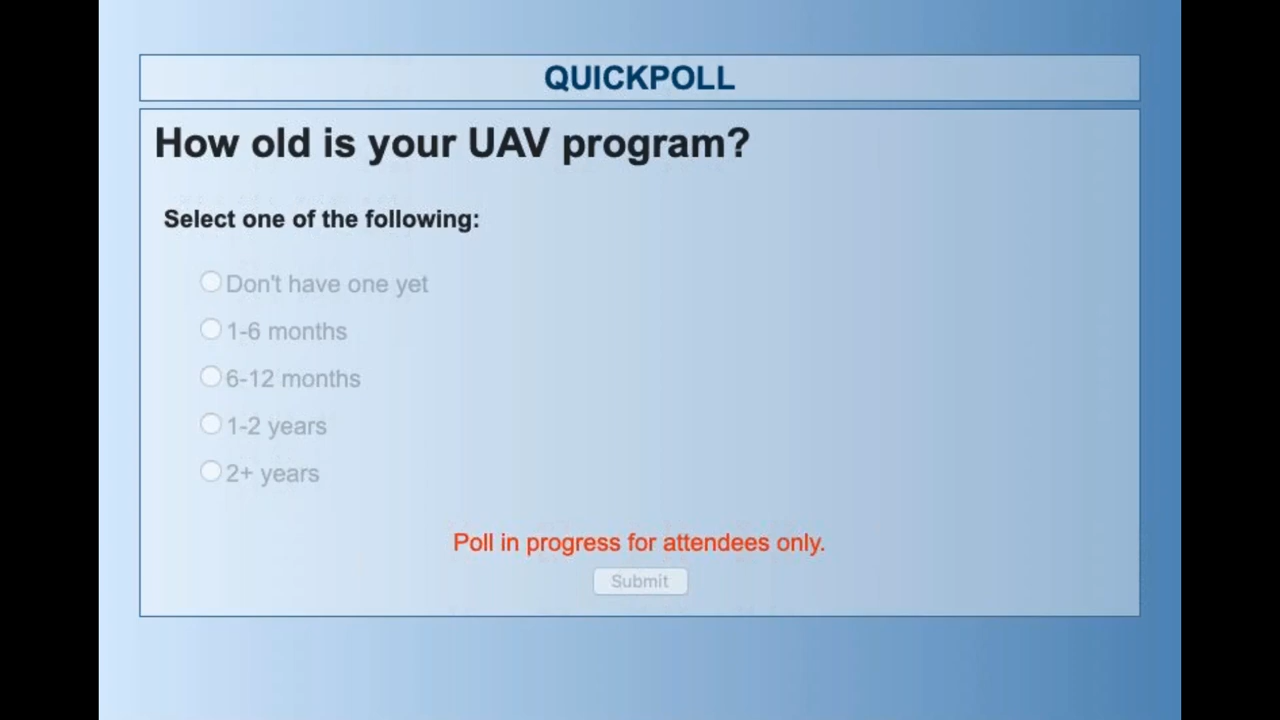 QUICKPOLL
How old is your UAV program?
Select one of the following:
Don't have one yet
1-6 months
6-12 months
1-2 years
2+ years
Poll in progress for attendees only.
Submit